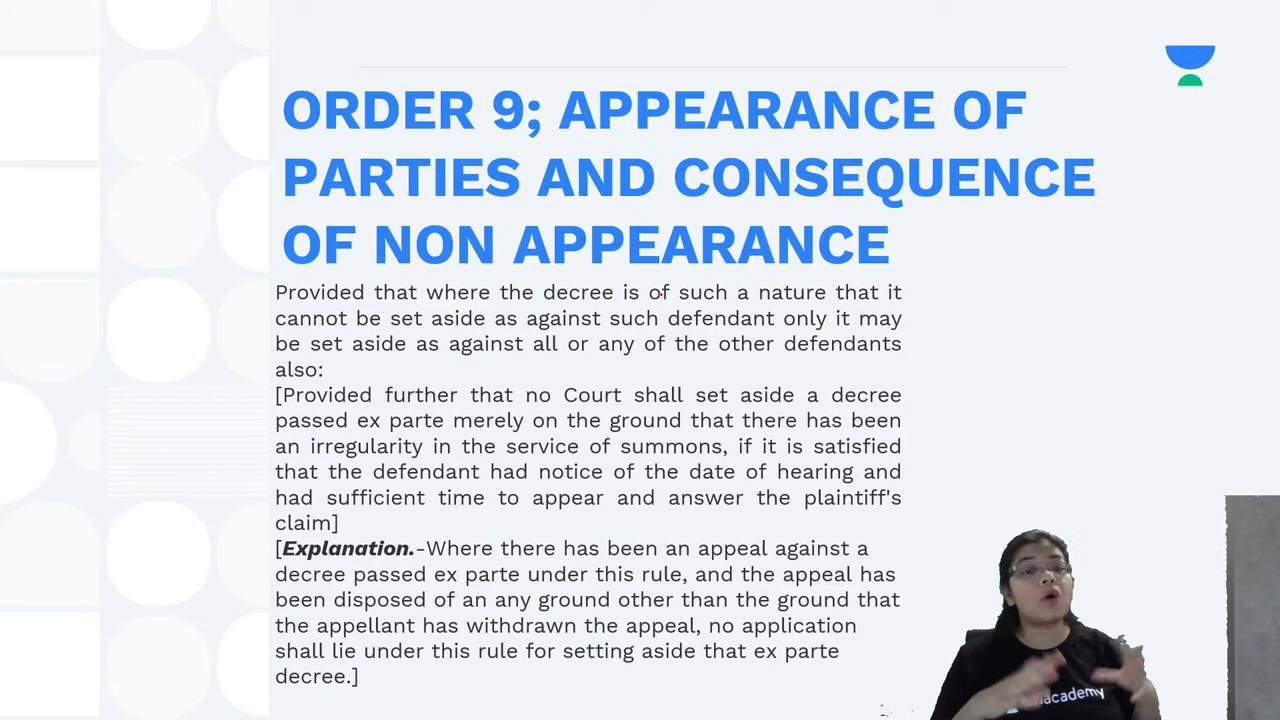 ORDER 9; APPEARANCE OF
PARTIES AND CONSEQUENCE
OF NON APPEARANCE
Provided that where the decree is of such a nature that it
cannot be set aside as against such defendant only it may
be set aside as against all or any of the other defendants
also:
[Provided further that no Court shall set aside a decree
passed ex parte merely on the ground that there has been
an irregularity in the service of summons, if it is satisfied
that the defendant had notice of the date of hearing and
had sufficient time to appear and answer the plaintiff's
claim]
[Explanation.-Where there has been an appeal against a
decree passed ex parte under this rule, and the appeal has
been disposed of an any ground other than the ground that
the appellant has withdrawn the appeal, no application
shall lie under this rule for setting aside that ex parte
decree.]